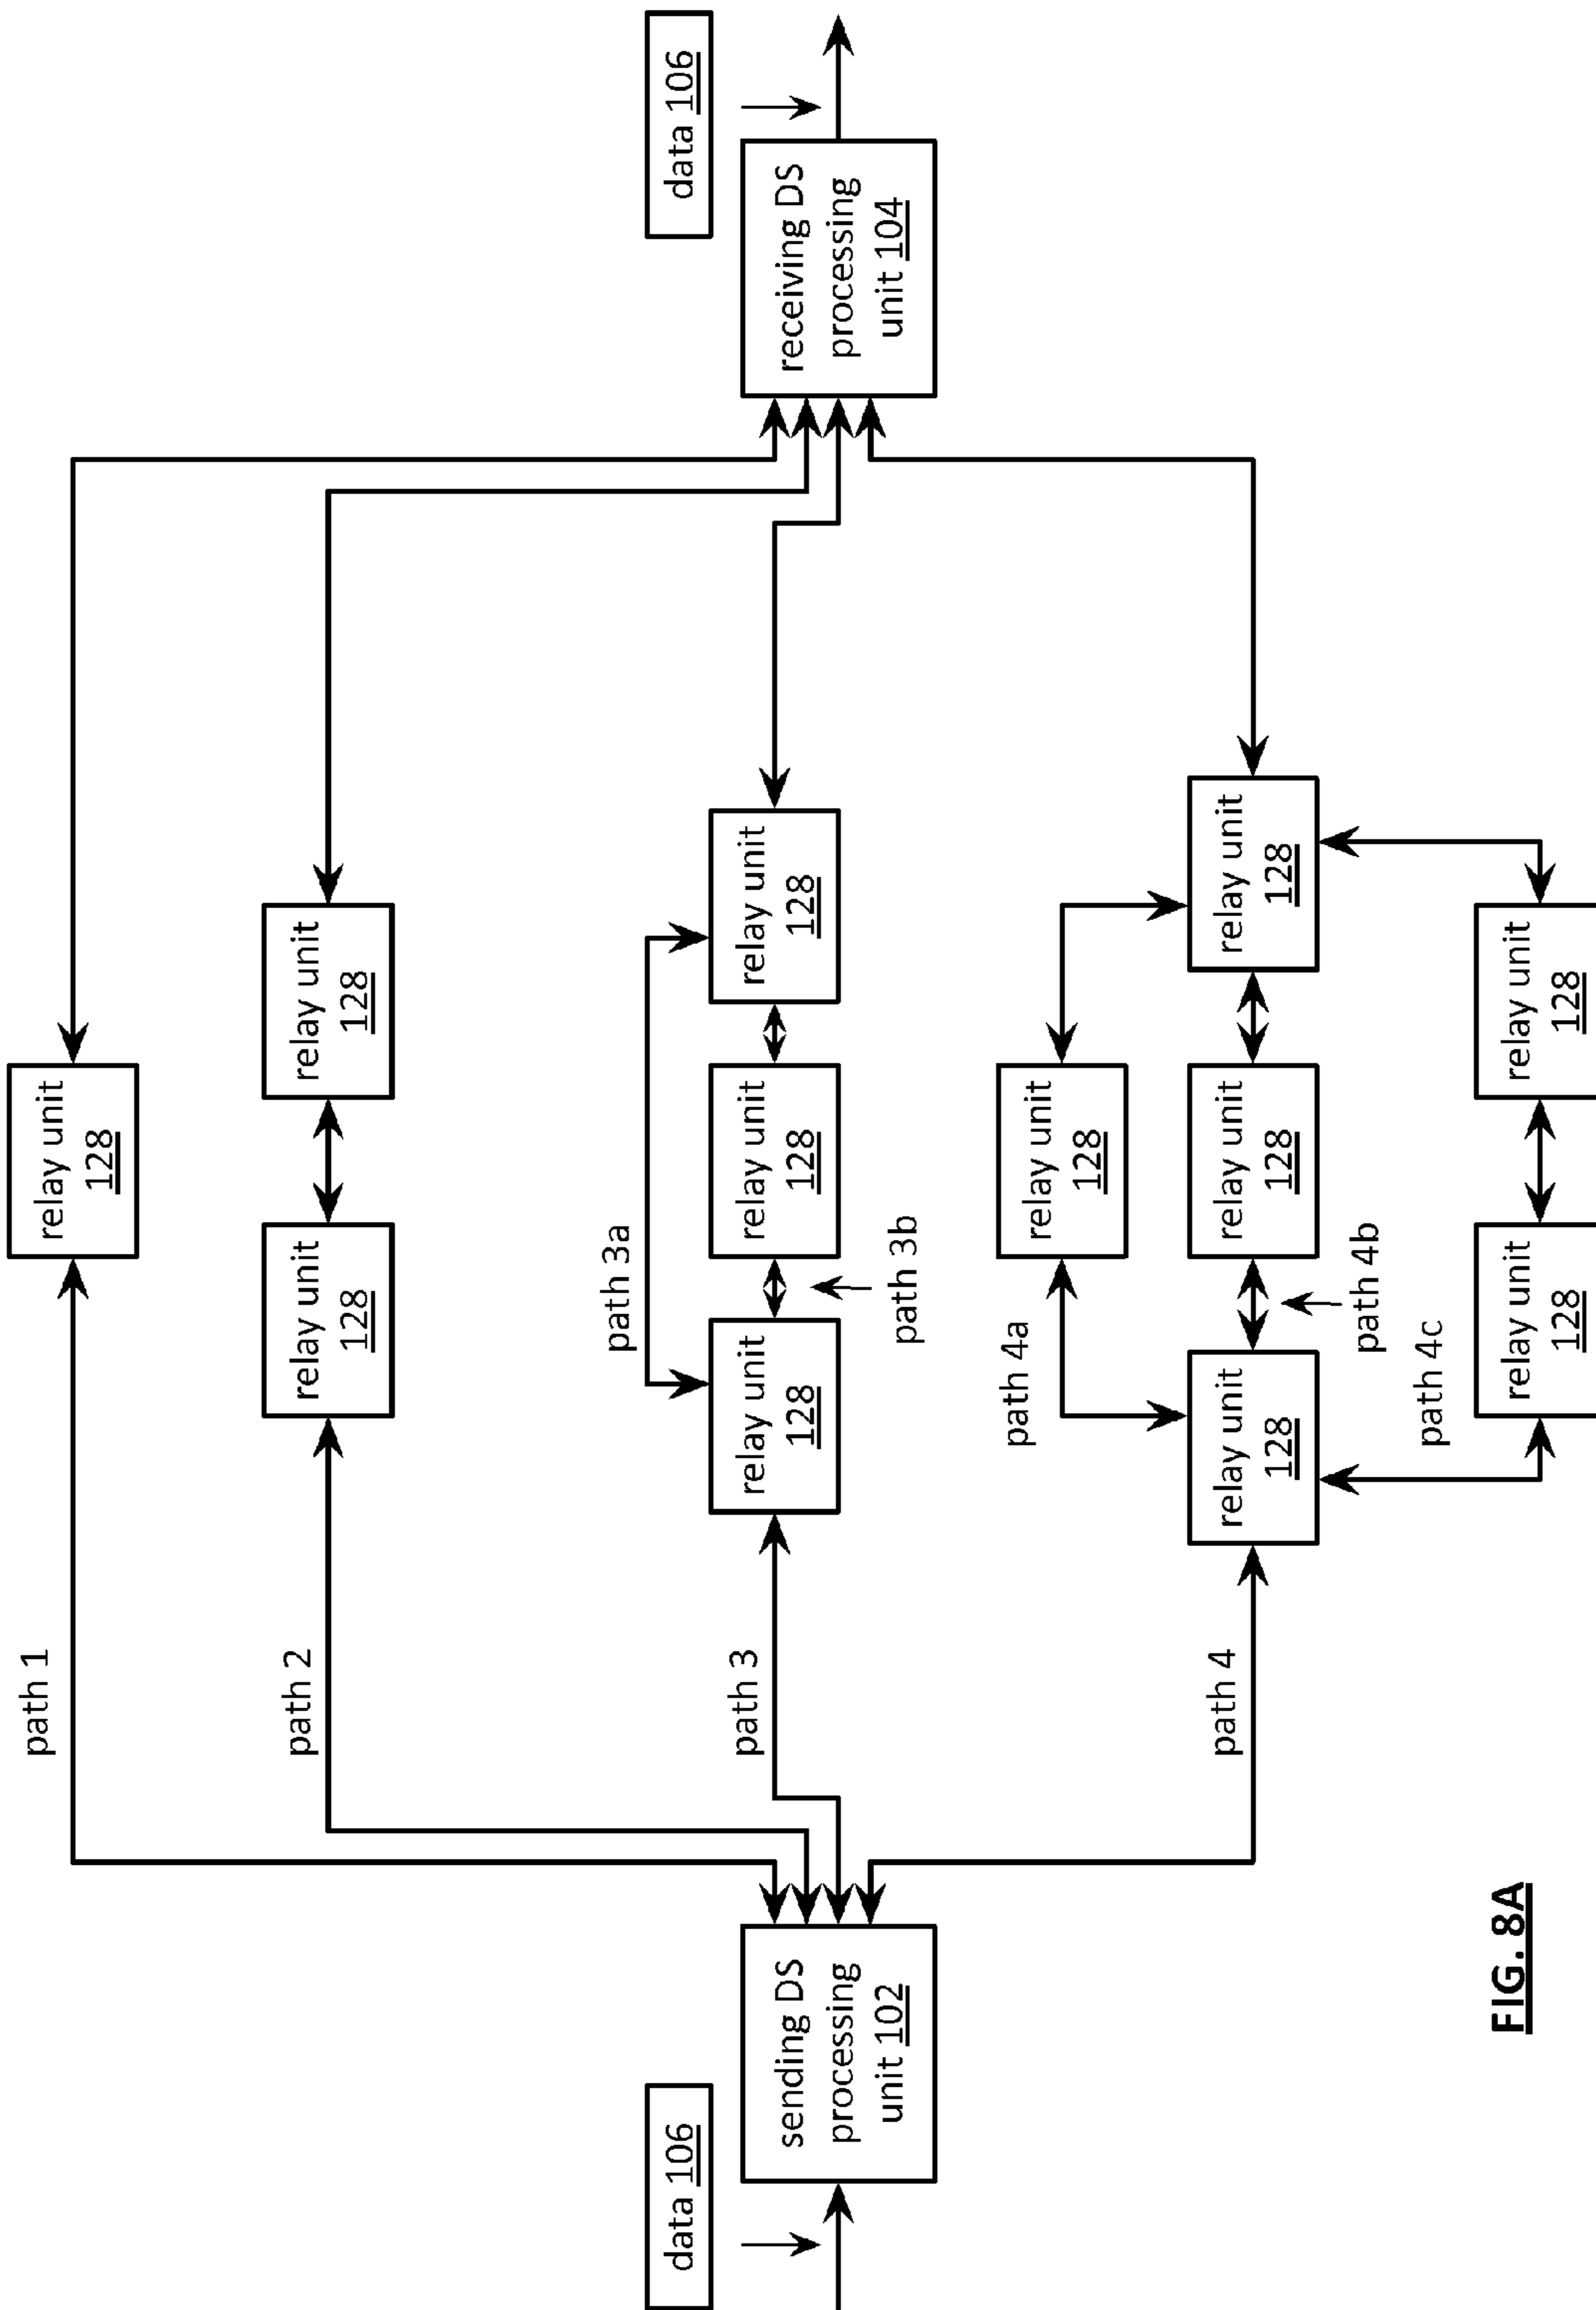 path 1
relay unit
128
path 2
relay unit
128
relay unit
128
data 106
data 106
sending DS
processing
unit 102
receiving DS
processing
unit 104
path 3
path 3a
relay unit
128
relay unit
128
relay unit
128
path 3b
path 4
path 4a
relay unit
128
relay unit
128
relay unit
128
relay unit
128
path 4b
path 4c
relay unit
128
relay unit
128
FIG. 8A